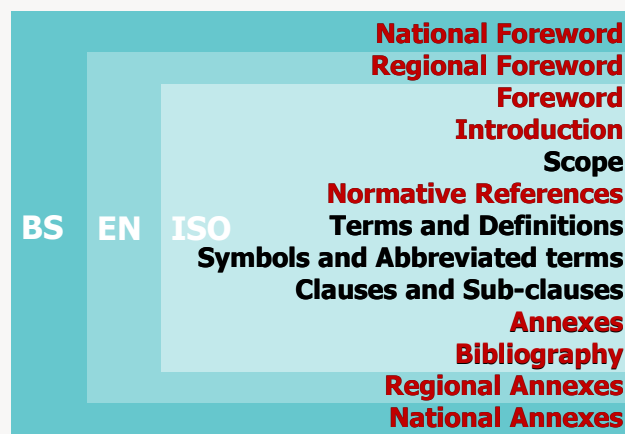 National Foreword
Regional Foreword
Foreword
Introduction
Scope
Normative References
BS EN ISO Terms and Definitions
Symbols and Abbreviated terms
Clauses and Sub-clauses
Annexes
Bibliography
Regional Annexes
National Annexes